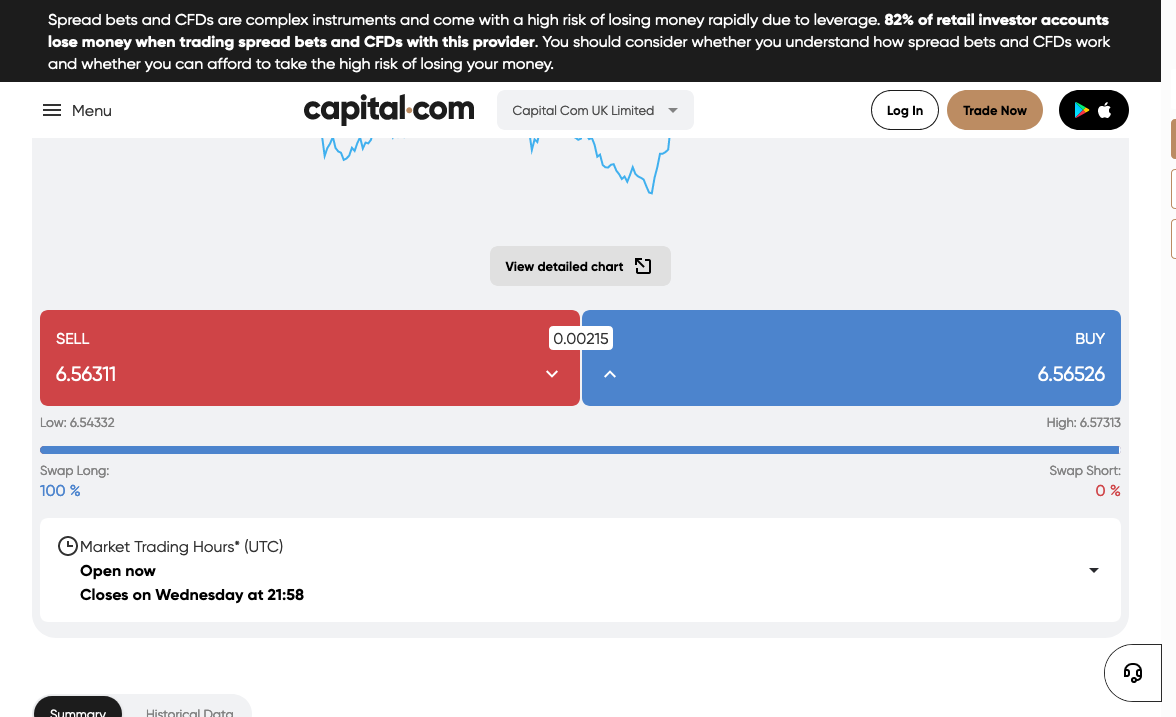 Spread bets and CFDs are complex instruments and come with a high risk of losing money rapidly due to leverage. 82% of retail investor accounts
lose money when trading spread bets and CFDs with this provider. You should consider whether you understand how spread bets and CFDs work
and whether you can afford to take the high risk of losing your money.
Menu
capital.com
Capital Com UK Limited
Log In
Trade Now
View detailed chart
SELL
0.00215
BUY
6.56311
6.56526
Low: 6.54332
High: 6.57313
Swap Long:
Swap Short:
100 %
0 %
Market Trading Hours* (UTC)
Open now
Closes on Wednesday at 21:58
Summary
Historical Data